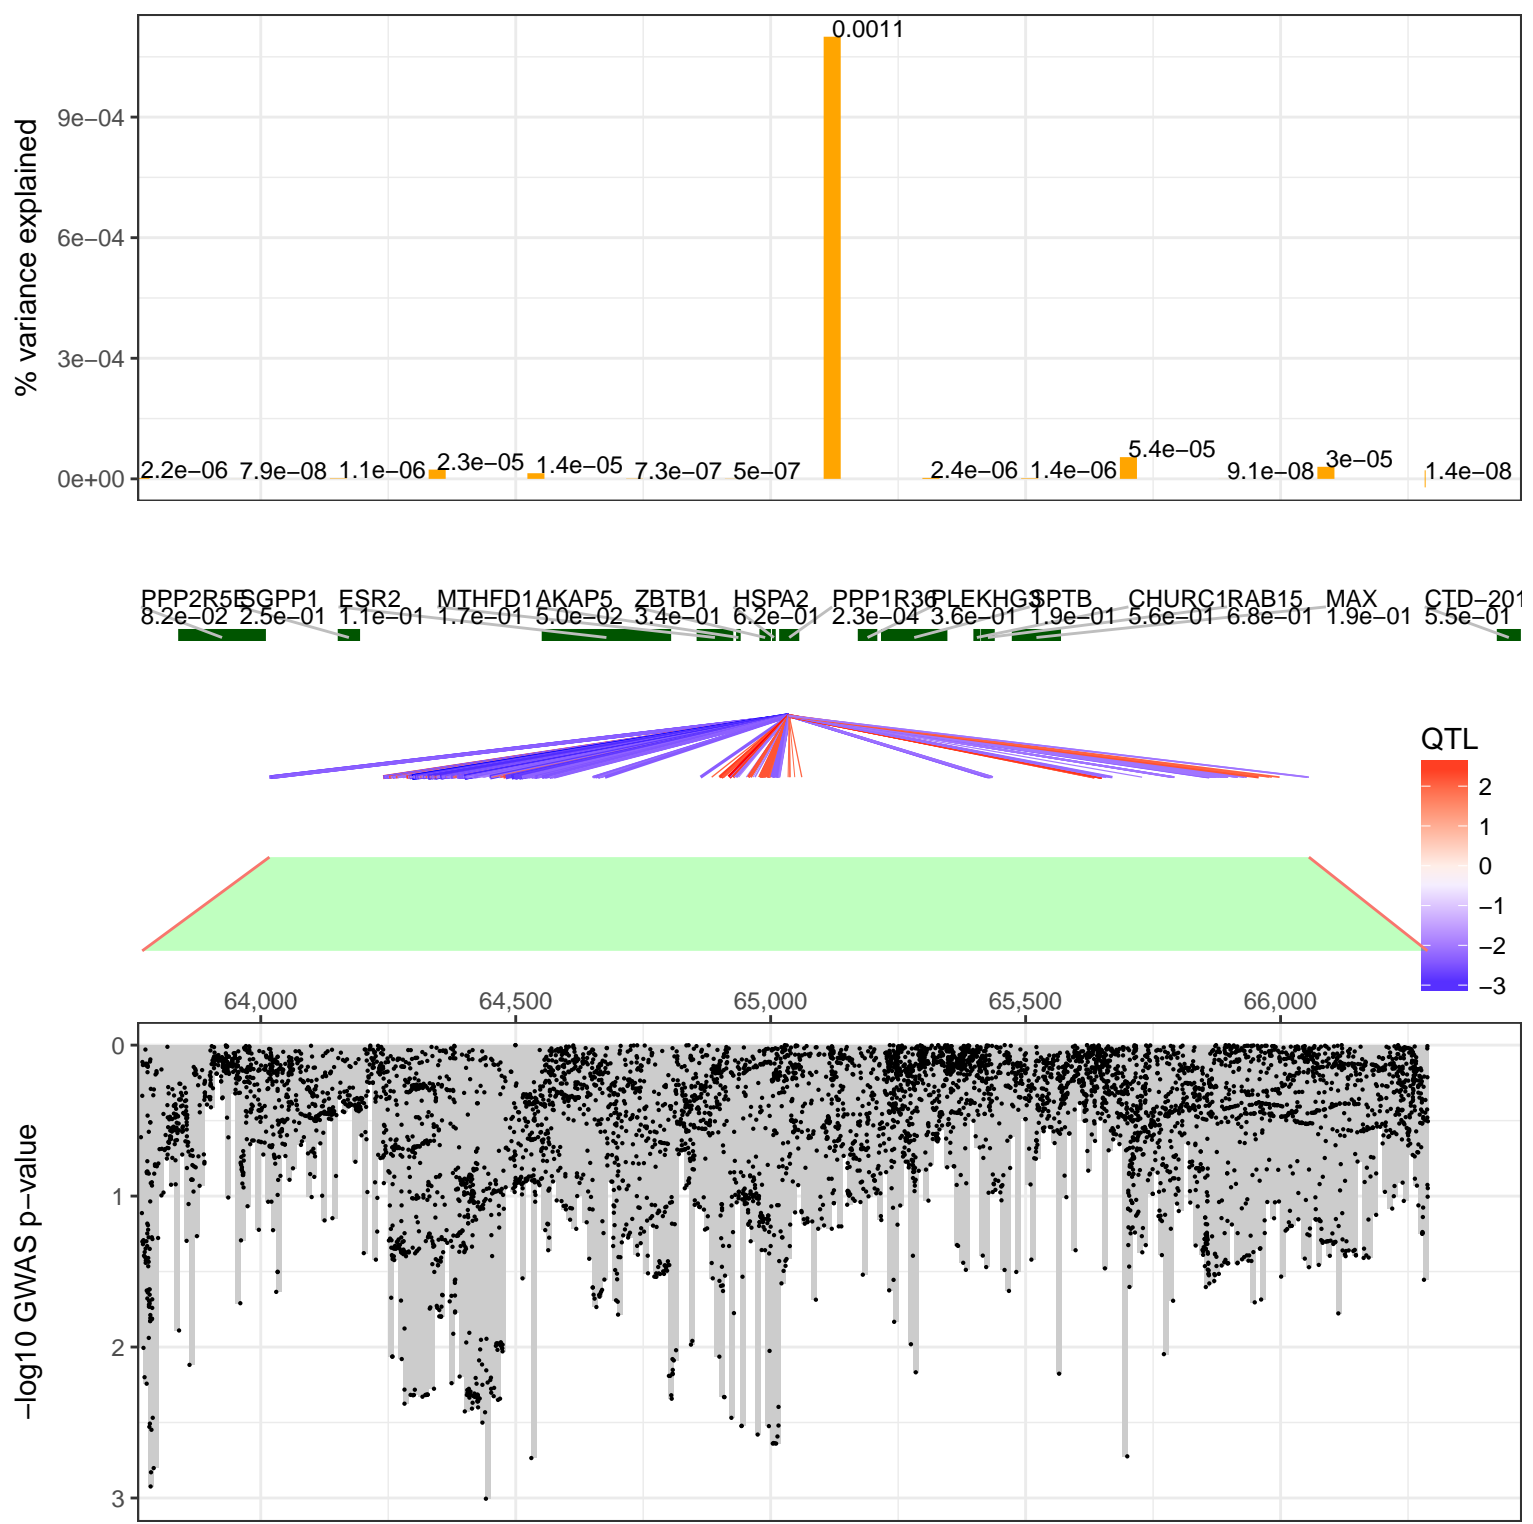 0.0011
% variance explained
9e−04
6e−04
3e−04
0e+00
5.4e−05
2.2e−06 7.9e−08 1.1e−06 2.3e−05 1.4e−05 7.3e−07 5e−07 2.4e−06 1.4e−06 9.1e−08 3e−05 1.4e−08
PPP2R5E SGPP1 ESR2 MTHFD1 AKAP5 ZBTB1 HSPA2 PPP1R36 PLEKHG3 SPTB CHURC1 RAB15 MAX CTD−201
8.2e−02 2.5e−01 1.1e−01 1.7e−01 5.0e−02 3.4e−01 6.2e−01 2.3e−04 3.6e−01 1.9e−01 5.6e−01 6.8e−01 1.9e−01 5.5e−01
QTL
2
1
0
−1
−2
−3
64,000 64,500 65,000 65,500 66,000
−log10 GWAS p−value
0
1
2
3